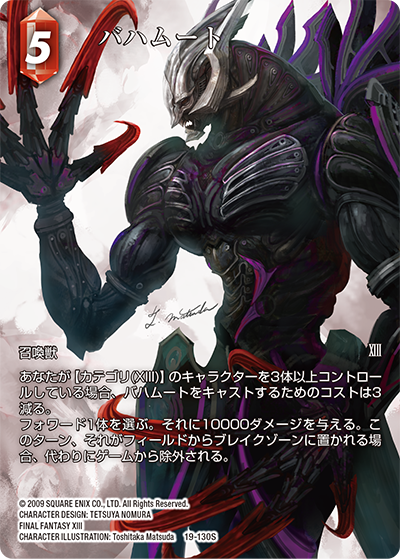 5
バハムート
T. Matsuda
召喚獣
XIII
あなたが【カテゴリ(XIII)】のキャラクターを3体以上コントロー
ルしている場合、バハムートをキャストするためのコストは3
減る。
フォワード1体を選ぶ。それに10000ダメージを与える。こ
のターン、それがフィールドからブレイクゾーンに置かれる場
合、代わりにゲームから除外される。
© 2009 SQUARE ENIX CO., LTD. All Rights Reserved.
CHARACTER DESIGN: TETSUYA NOMURA
FINAL FANTASY XIII
CHARACTER ILLUSTRATION: Toshitaka Matsuda
19-130S